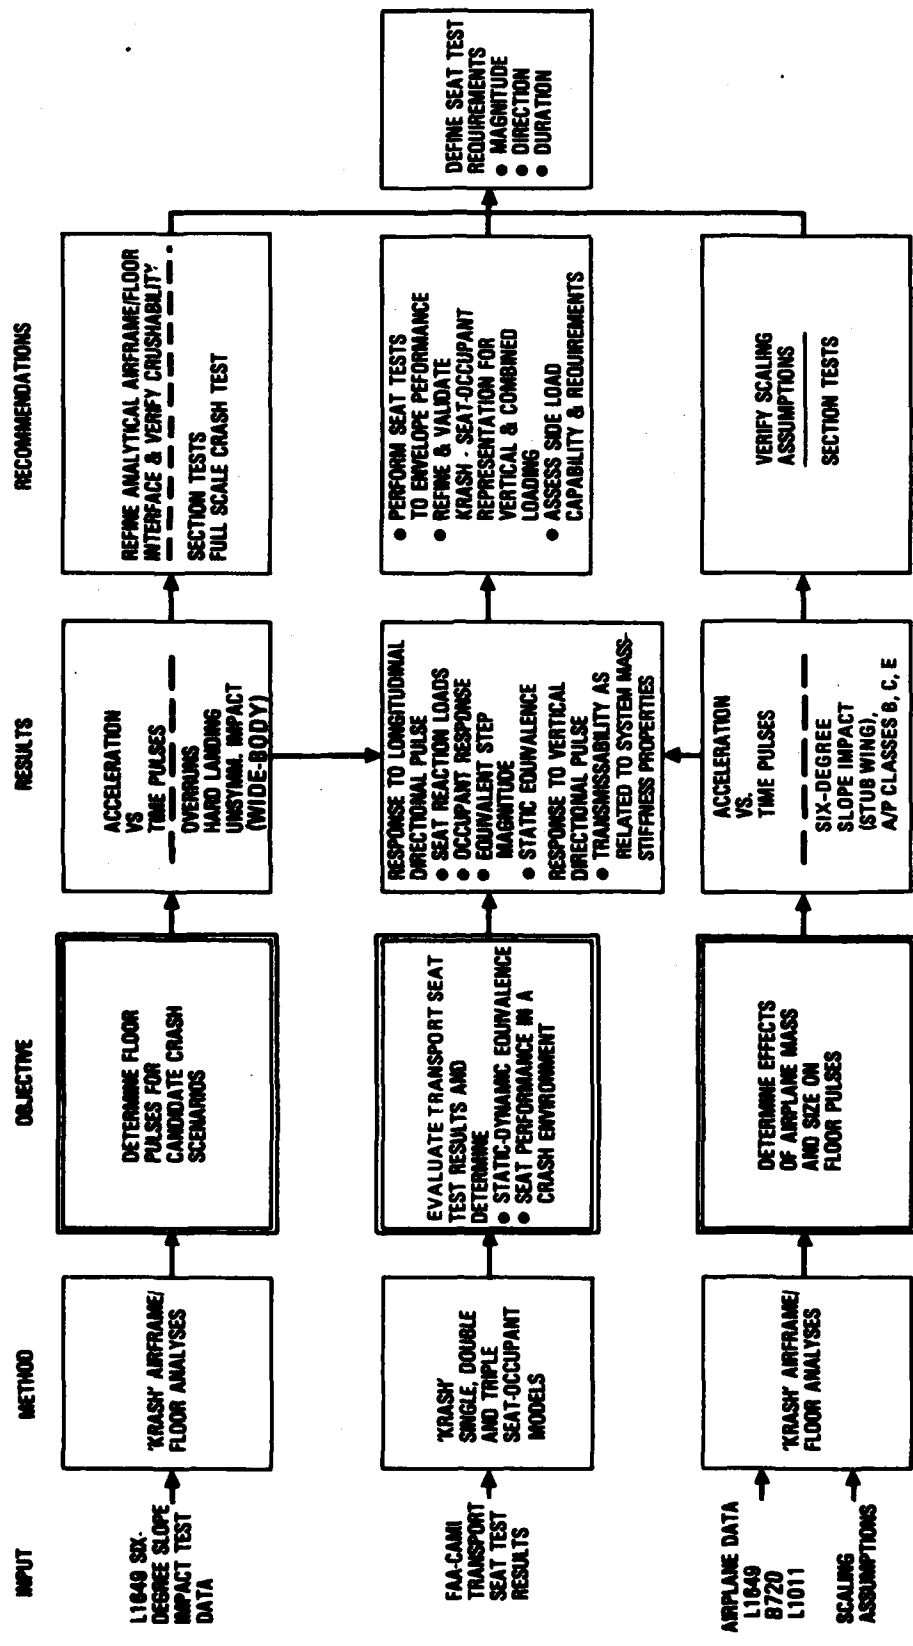 INPUT
METHOD
OBJECTIVE
RESULTS
RECOMMENDATIONS
L1649 SIX-
DEGREE SLOPE
IMPACT TEST
DATA
'KRASH' AIRFRAME/
FLOOR ANALYSES
DETERMINE FLOOR
PULSES FOR
CANDIDATE CRASH
SCENARIOS
ACCELERATION
VS
TIME PULSES
OVERRUNS
HARD LANDING
UNSYMM. IMPACT
(WIDE-BODY)
REFINE ANALYTICAL AIRFRAME/FLOOR
INTERFACE & VERIFY CRUSHABILITY
SECTION TESTS
FULL SCALE CRASH TEST
FAA-CAMI
TRANSPORT
SEAT TEST
RESULTS
'KRASH'
SINGLE, DOUBLE
AND TRIPLE
SEAT-OCCUPANT
MODELS
EVALUATE TRANSPORT SEAT
TEST RESULTS AND
DETERMINE
● STATIC-DYNAMIC EQUIVALENCE
● SEAT PERFORMANCE IN A
CRASH ENVIRONMENT
RESPONSE TO LONGITUDINAL
DIRECTIONAL PULSE
● SEAT REACTION LOADS
● OCCUPANT RESPONSE
● EQUIVALENT STEP
MAGNITUDE
● STATIC EQUIVALENCE
RESPONSE TO VERTICAL
DIRECTIONAL PULSE
● TRANSMISSABILITY AS
RELATED TO SYSTEM MASS-
STIFFNESS PROPERTIES
● PERFORM SEAT TESTS
TO ENVELOPE PEFORMANCE
● REFINE & VALIDATE
KRASH - SEAT-OCCUPANT
REPRESENTATION FOR
VERTICAL & COMBINED
LOADING
● ASSESS SIDE LOAD
CAPABILITY & REQUIREMENTS
DEFINE SEAT TEST
REQUIREMENTS
● MAGNITUDE
● DIRECTION
● DURATION
AIRPLANE DATA
L1649
B720
L1011
SCALING
ASSUMPTIONS
'KRASH' AIRFRAME/
FLOOR ANALYSES
DETERMINE EFFECTS
OF AIRPLANE MASS
AND SIZE ON
FLOOR PULSES
ACCELERATION
VS.
TIME PULSES
SIX-DEGREE
SLOPE IMPACT
(STUB WING),
A/P CLASSES B, C, E
VERIFY SCALING
ASSUMPTIONS
SECTION TESTS